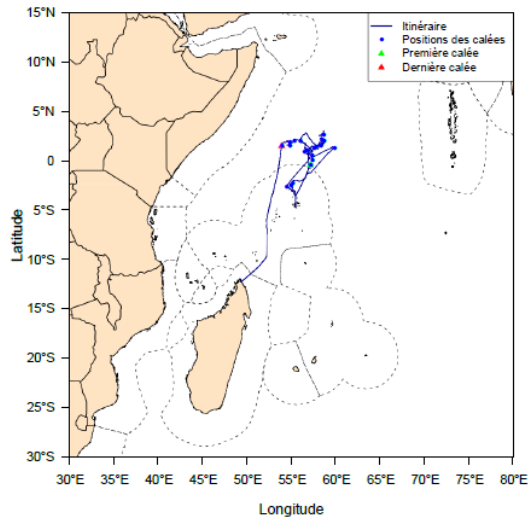 Itinéraire
Positions des calées
Première calée
Dernière calée
15°N
10°N
5°N
0
5°S
10°S
15°S
20°S
25°S
30°S
Latitude
30°E 35°E 40°E 45°E 50°E 55°E 60°E 65°E 70°E 75°E 80°E
Longitude